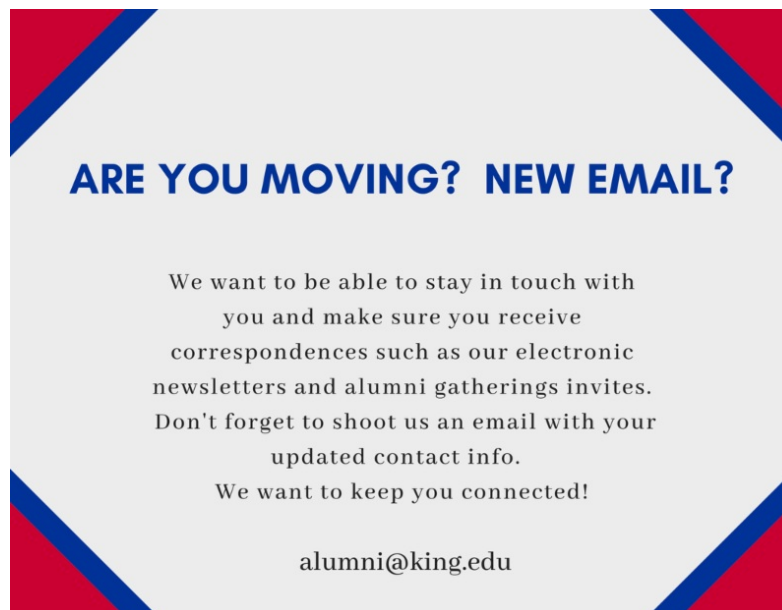 ARE YOU MOVING? NEW EMAIL?
We want to be able to stay in touch with
you and make sure you receive
correspondences such as our electronic
newsletters and alumni gatherings invites.
Don't forget to shoot us an email with your
updated contact info.
We want to keep you connected!
alumni@king.edu